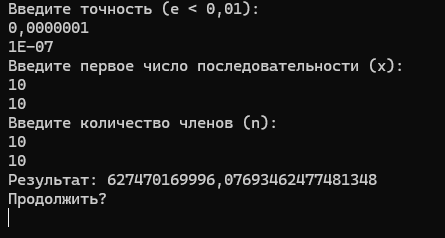 Введите точность (e < 0,01):
0,0000001
1E-07
Введите первое число последовательности (x):
10
10
Введите количество членов (n):
10
10
Результат: 627470169996,07693462477481348
Продолжить?